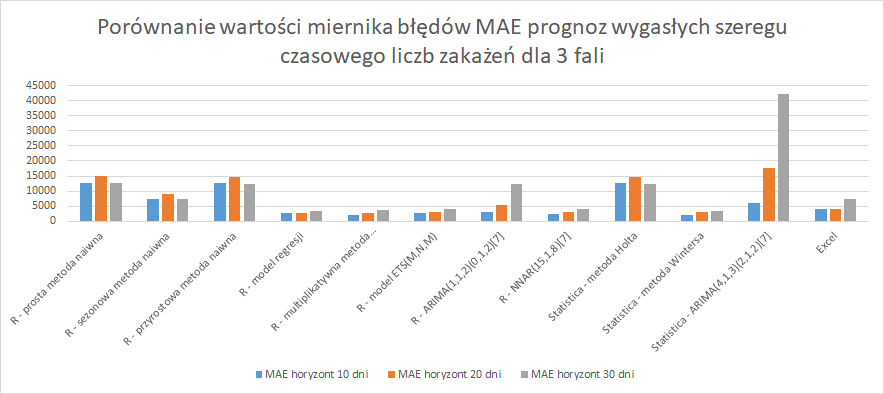 Porównanie wartości miernika błędów MAE prognoz wygasłych szeregu
czasowego liczb zakażeń dla 3 fali
45000
40000
35000
30000
25000
20000
15000
10000
5000
0
R - prosta metoda naiwna
R - sezonowa metoda naiwna
R - przyrostowa metoda naiwna
R - model regresji
R - multiplikatywna metoda…
R - model ETS(M,N,M)
R - ARIMA(1,1,2)(0,1,2)[7]
R - NNAR(15,1,8)[7]
Statistica - metoda Holta
Statistica - metoda Wintersa
Statistica - ARIMA(4,1,3)(2,1,2)[7]
Excel
MAE horyzont 10 dni
MAE horyzont 20 dni
MAE horyzont 30 dni